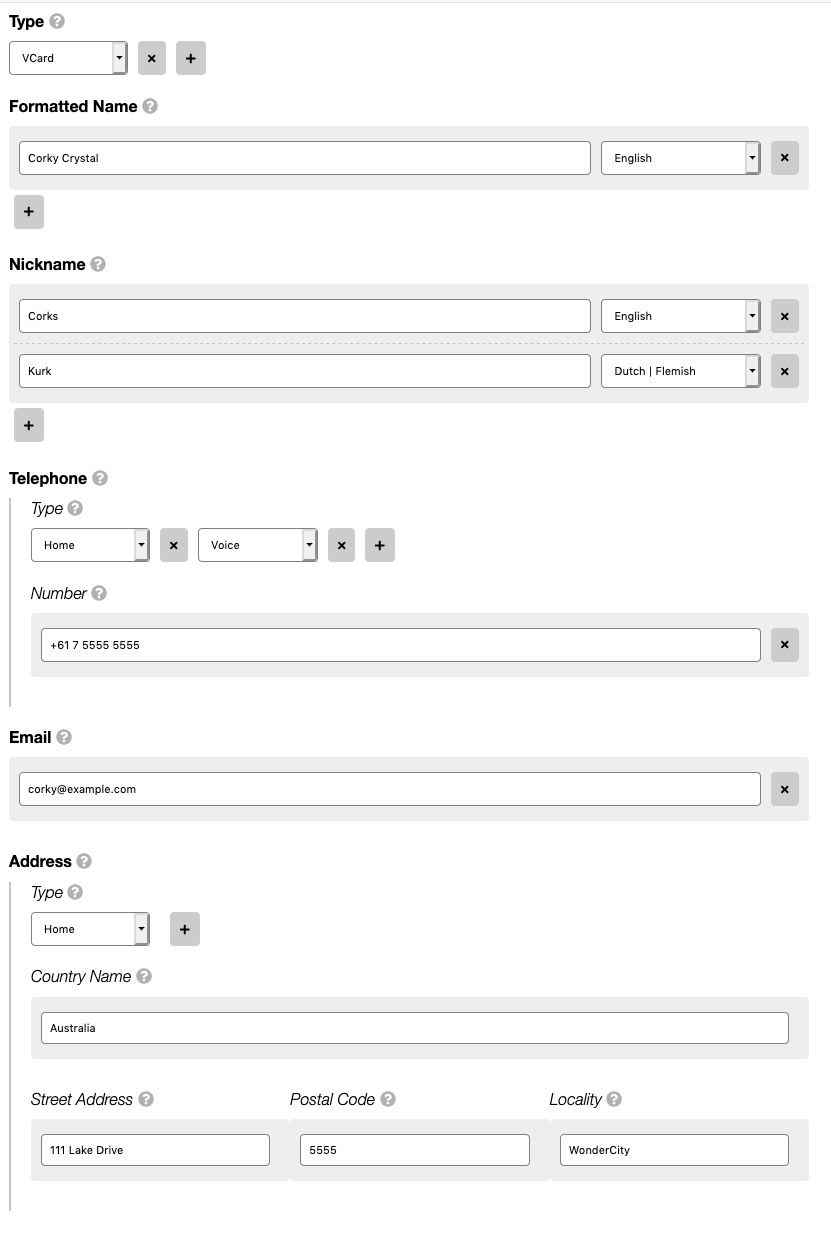 Type ?
VCard × +
Formatted Name ?
Corky Crystal English ×
+
Nickname ?
Corks English ×
Kurk Dutch | Flemish ×
+
Telephone ?
Type ?
Home × Voice × +
Number ?
+61 7 5555 5555 ×
Email ?
corky@example.com ×
Address ?
Type ?
Home +
Country Name ?
Australia
Street Address ? Postal Code ? Locality ?
111 Lake Drive 5555 WonderCity